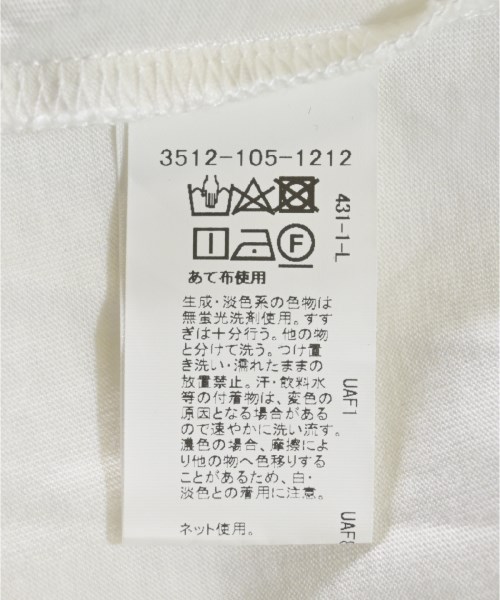 3512-105-1212
F
あて布使用
生成・淡色系の色物は
無蛍光洗剤使用。すす
ぎは十分行う。他の物
と分けて洗う。つけ置
き洗い・濡れたままの
放置禁止。汗・飲料水
等の付着物は、変色の
原因となる場合がある
ので速やかに洗い流す。
濃色の場合、摩擦によ
り他の物へ色移りする
ことがあるため、白・
淡色との着用に注意。
ネット使用。
431-1-L
UAF1